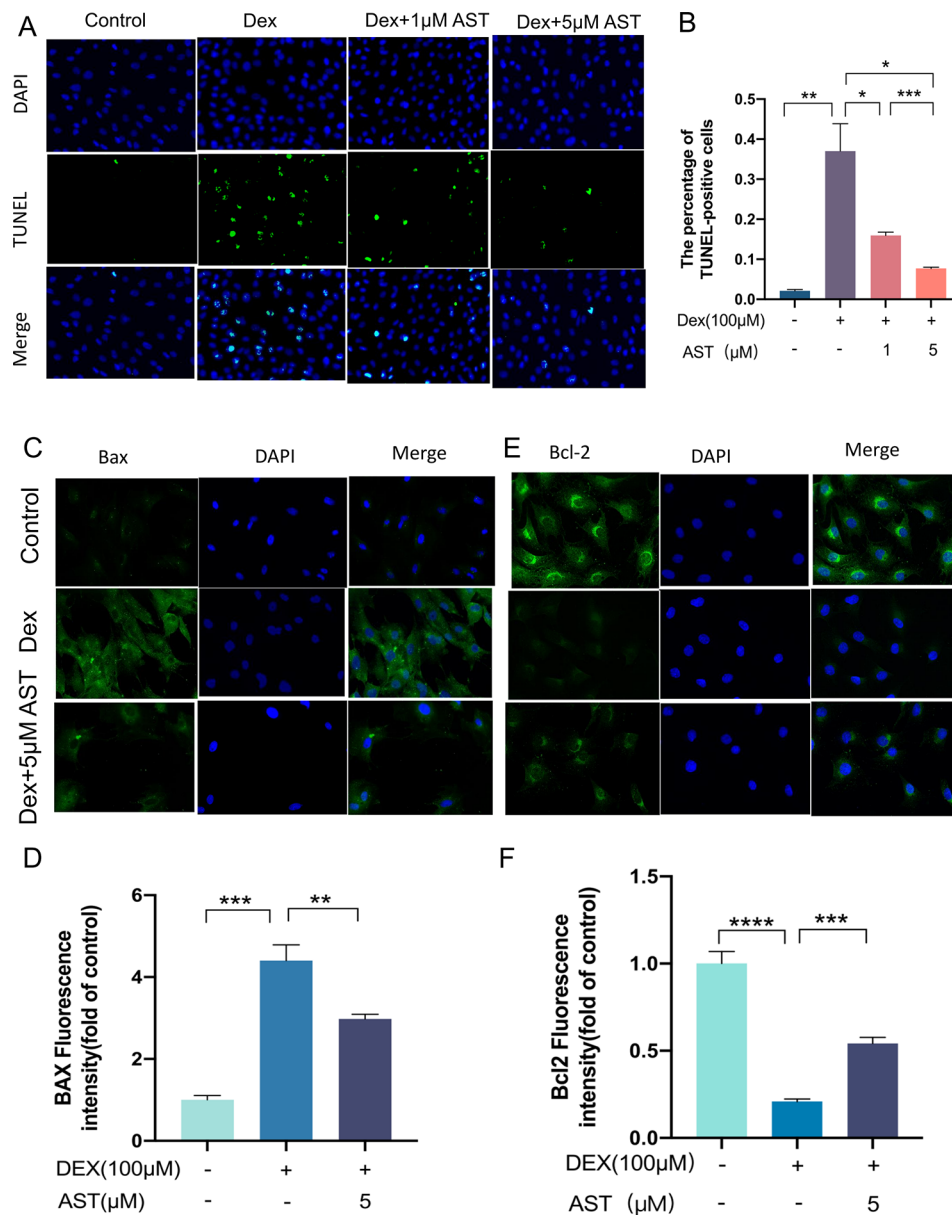 A
Control
Dex
Dex+1μM AST
Dex+5μM AST
DAPI
TUNEL
Merge
B
The percentage of
TUNEL-positive cells
0.5
0.4
0.3
0.2
0.1
0.0
**
*
***
*
Dex(100μM)
-
+
+
+
AST (μM)
-
-
1
5
C
Bax
DAPI
Merge
Control
Dex
Dex+5μM AST
E
Bcl-2
DAPI
Merge
D
BAX Fluorescence
intensity(fold of control)
6
4
2
0
***
**
DEX(100μM)
-
+
+
AST(μM)
-
-
5
F
Bcl2 Fluorescence
intensity(fold of control)
1.5
1.0
0.5
0.0
****
***
DEX(100μM)
-
+
+
AST (μM)
-
-
5